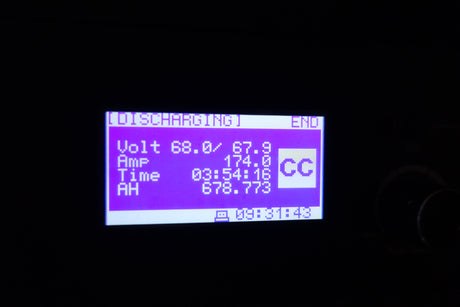 [DISCHARGING] END
Volt 68.0/ 67.9
Amp 174.0
Time 03:54:16
AH 678.773
CC
09:31:43